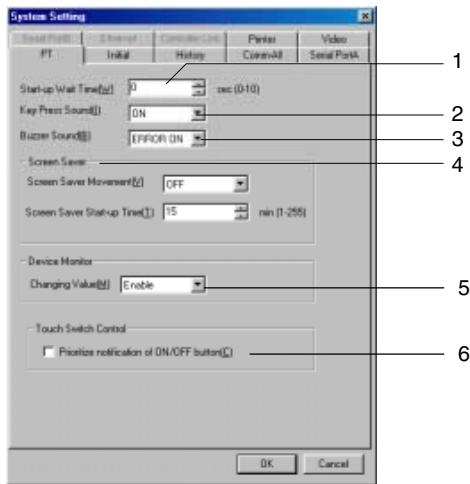 System Setting
Serial PortB Ethernet Controller Link Printer Video
PT Initial History Comm-All Serial PortA
Start-up Wait Time[W] 0 sec (0-10)
1
Key Press Sound[I] ON
2
Buzzer Sound[B] ERROR ON
3
Screen Saver
4
Screen Saver Movement[V] OFF
Screen Saver Start-up Time[T] 15 min (1-255)
Device Monitor
Changing Value[M] Enable
5
Touch Switch Control
Prioritize notification of ON/OFF button[C]
6
OK Cancel